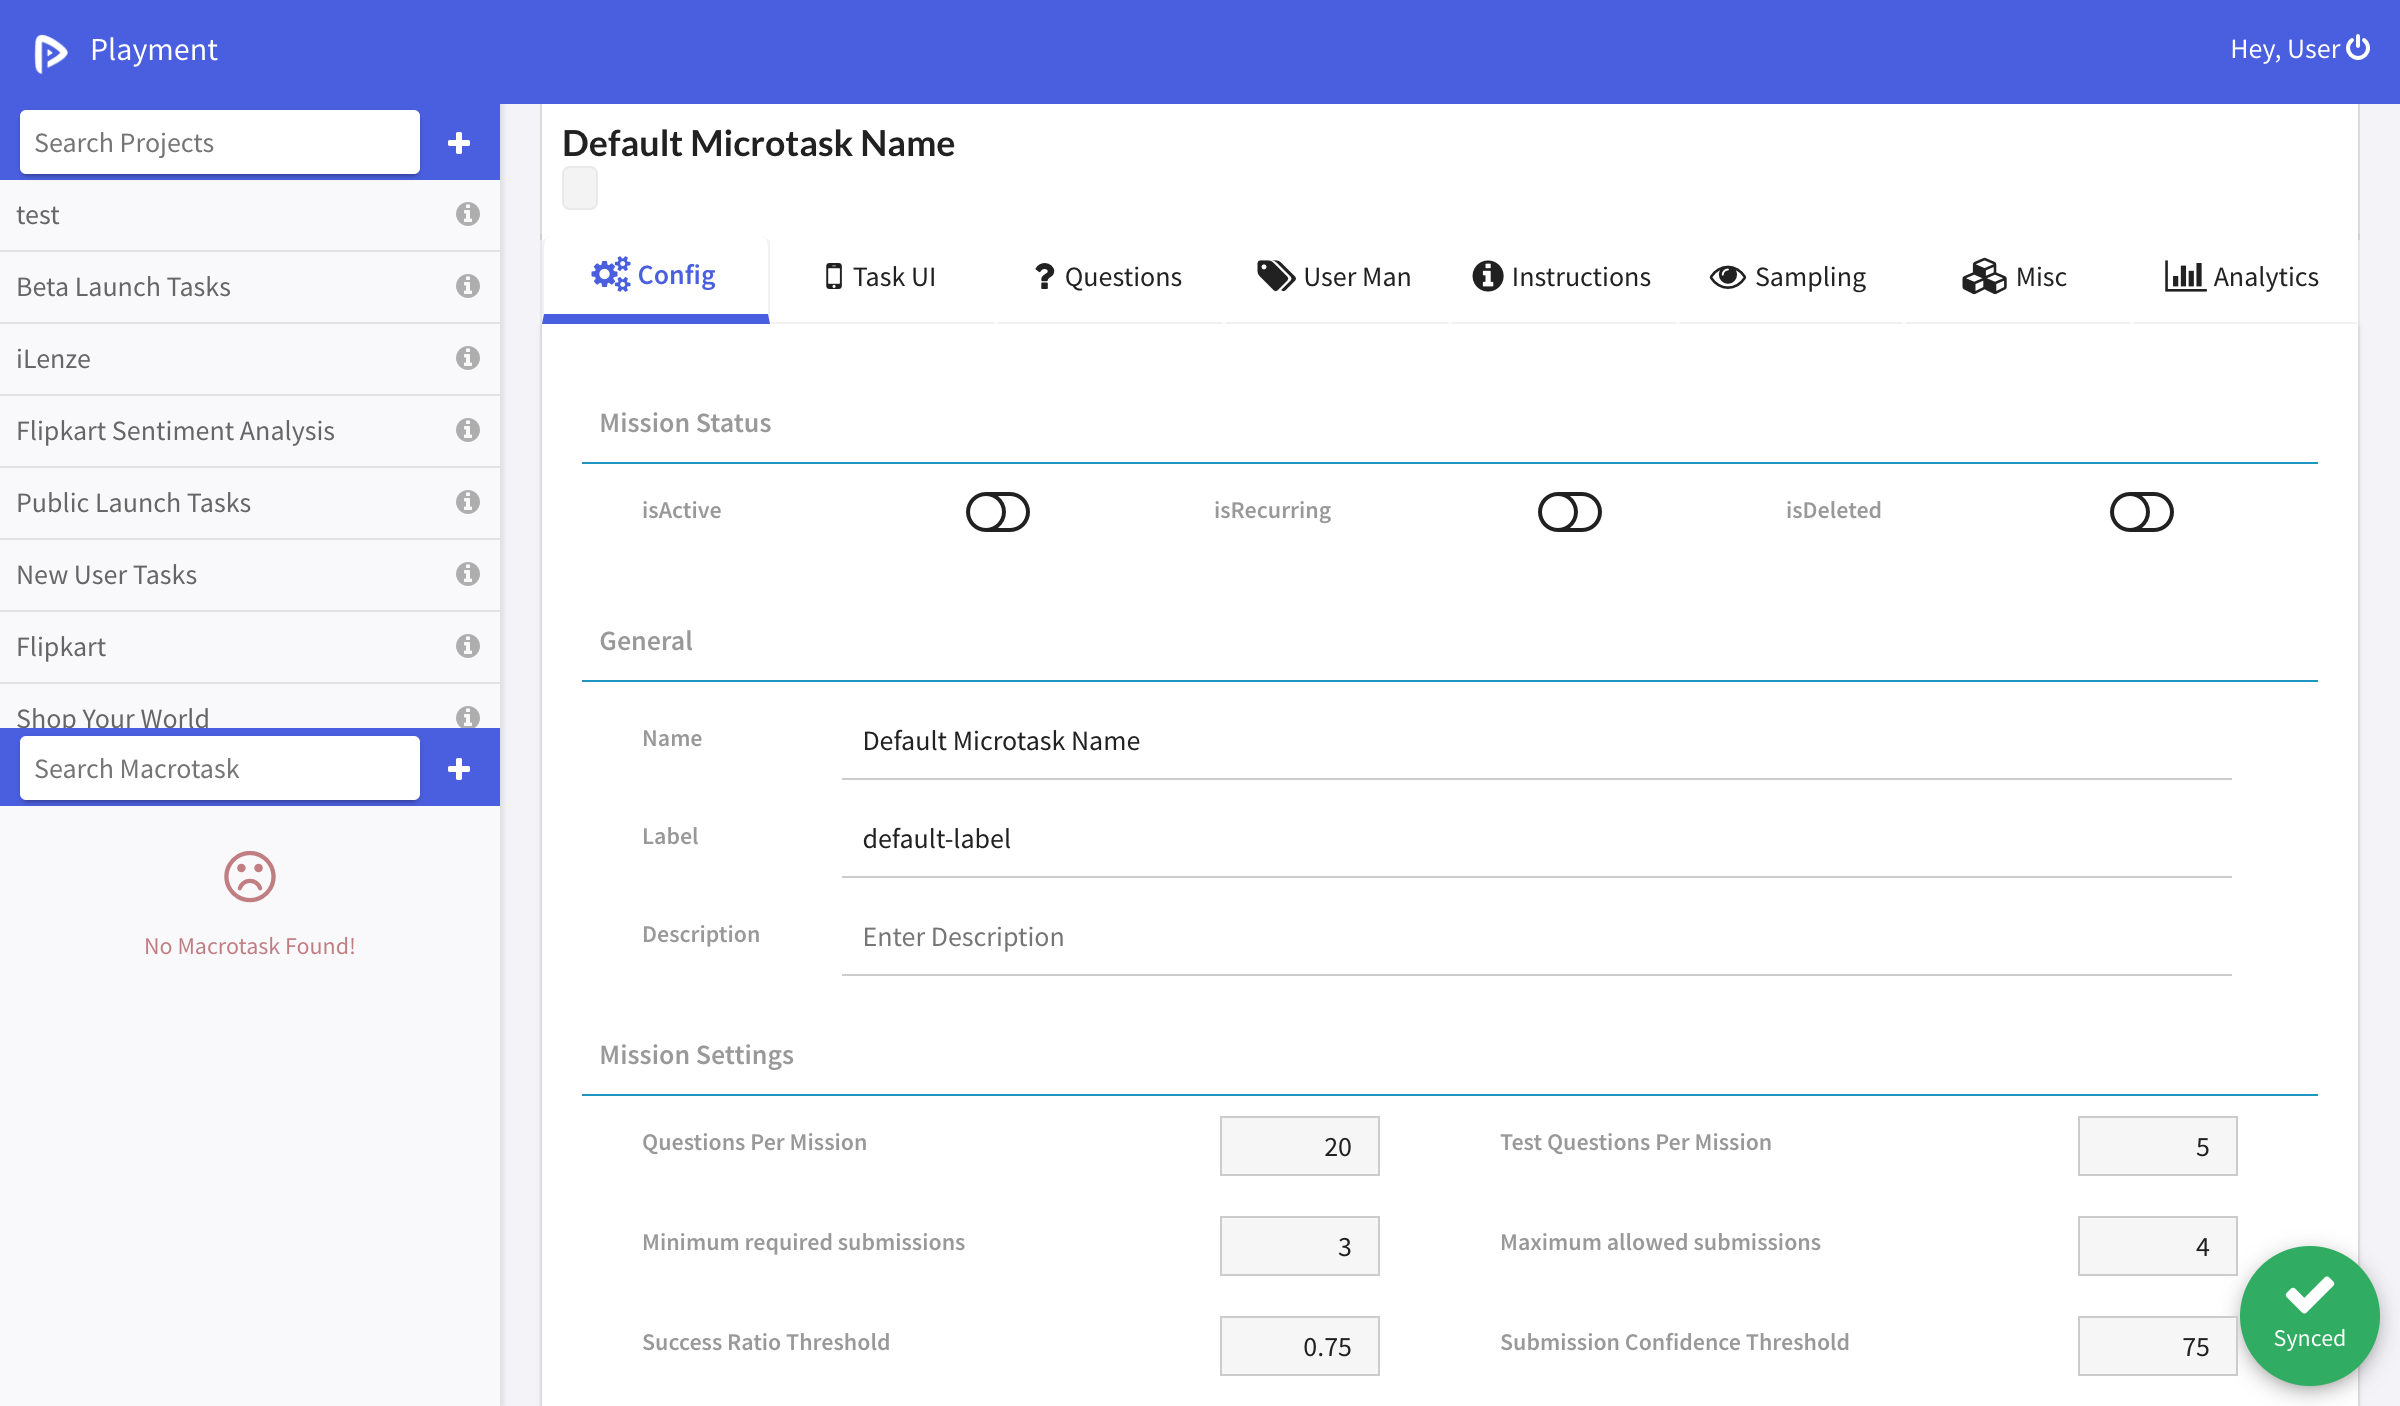 Playment
Hey, User
Search Projects
test
Beta Launch Tasks
iLenze
Flipkart Sentiment Analysis
Public Launch Tasks
New User Tasks
Flipkart
Shop Your World
Search Macrotask
No Macrotask Found!
Default Microtask Name
Config Task UI ? Questions User Man Instructions Sampling Misc Analytics
Mission Status
isActive isRecurring isDeleted
General
Name Default Microtask Name
Label default-label
Description Enter Description
Mission Settings
Questions Per Mission 20 Test Questions Per Mission 5
Minimum required submissions 3 Maximum allowed submissions 4
Success Ratio Threshold 0.75 Submission Confidence Threshold 75
Synced